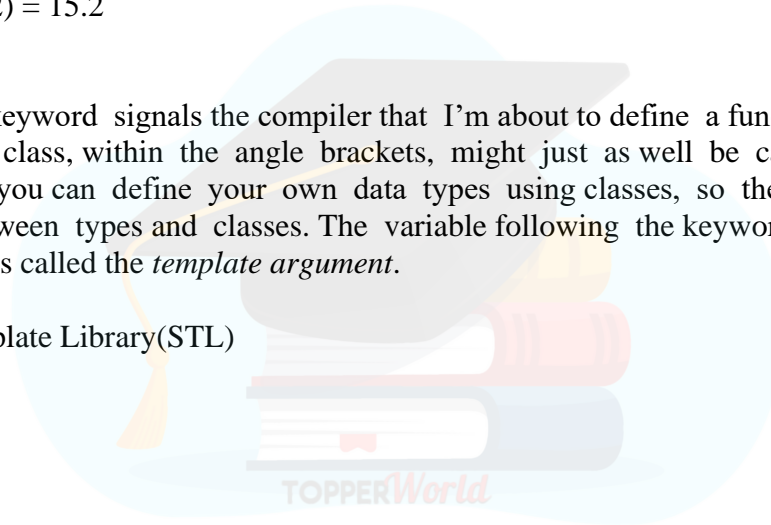 ) = 15.2
keyword signals the compiler that I’m about to define a fun
class, within the angle brackets, might just as well be c
you can define your own data types using classes, so the
ween types and classes. The variable following the keywor
s called the template argument.
plate Library(STL)
TOPPERWorld